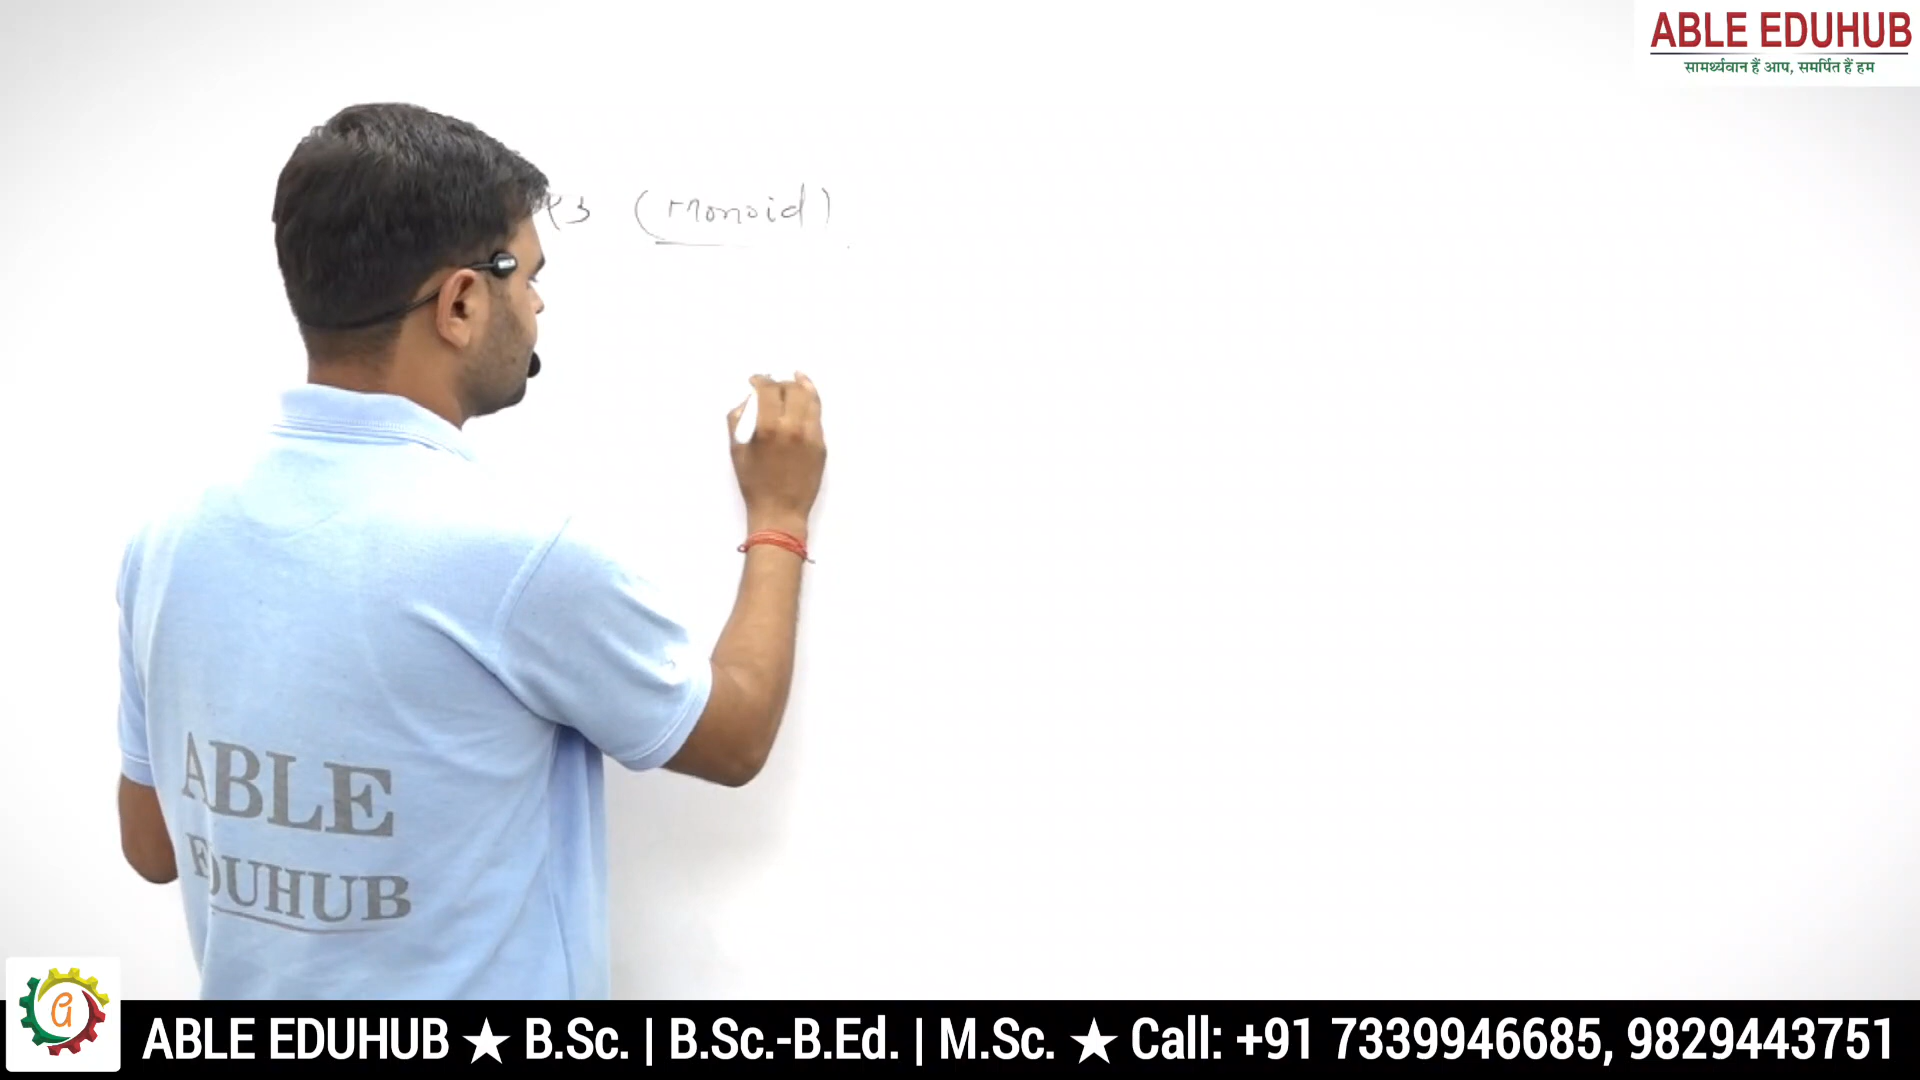 ABLE EDUHUB
सामर्थ्यवान हैं आप, समर्पित हैं हम
(Monoid)
ABLE
EDUHUB
ABLE EDUHUB ★ B.Sc. | B.Sc.-B.Ed. | M.Sc. ★ Call: +91 7339946685, 9829443751